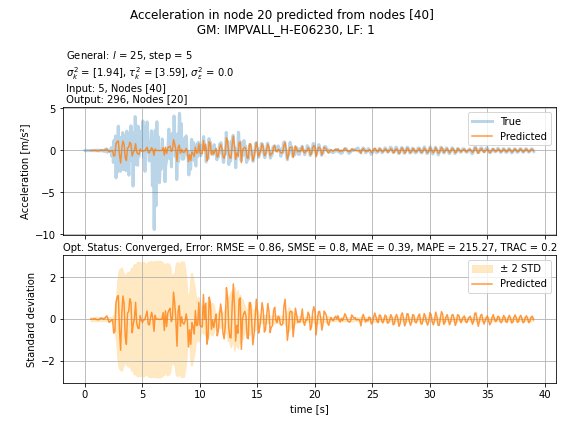 Acceleration in node 20 predicted from nodes [40]
GM: IMPVALL_H-E06230, LF: 1
General: l = 25, step = 5
σ²ₖ = [1.94], τ²ₖ = [3.59], σ²ε = 0.0
Input: 5, Nodes [40]
Output: 296, Nodes [20]
5
0
−5
−10
Acceleration [m/s²]
True
Predicted
Opt. Status: Converged, Error: RMSE = 0.86, SMSE = 0.8, MAE = 0.39, MAPE = 215.27, TRAC = 0.2
2
0
−2
Standard deviation
± 2 STD
Predicted
0 5 10 15 20 25 30 35 40
time [s]